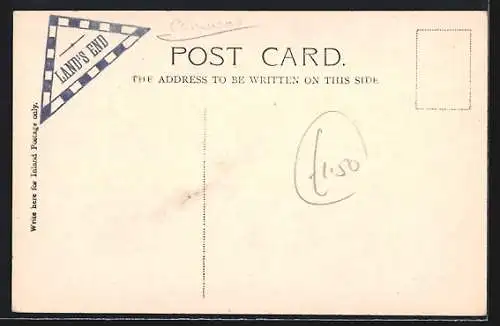 LAND'S END
POST CARD.
THE ADDRESS TO BE WRITTEN ON THIS SIDE
Write here for Inland Postage only.
£1.50